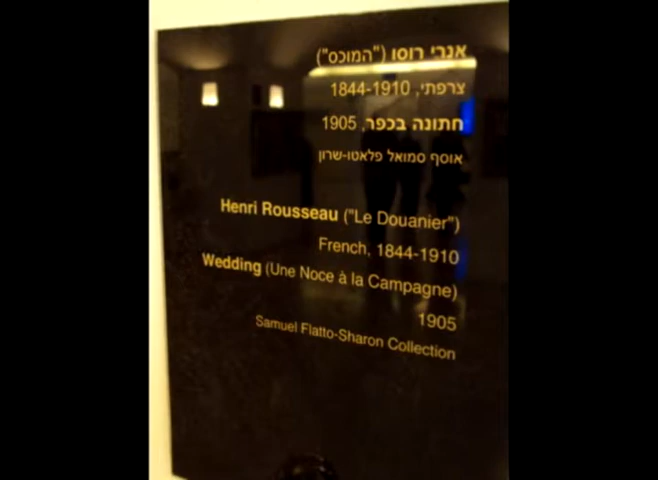 אנרי רוסו ("המוכס")
צרפתי, 1844-1910
חתונה בכפר, 1905
אוסף סמואל פלאטו-שרון
Henri Rousseau ("Le Douanier")
French, 1844-1910
Wedding (Une Noce à la Campagne)
1905
Samuel Flatto-Sharon Collection